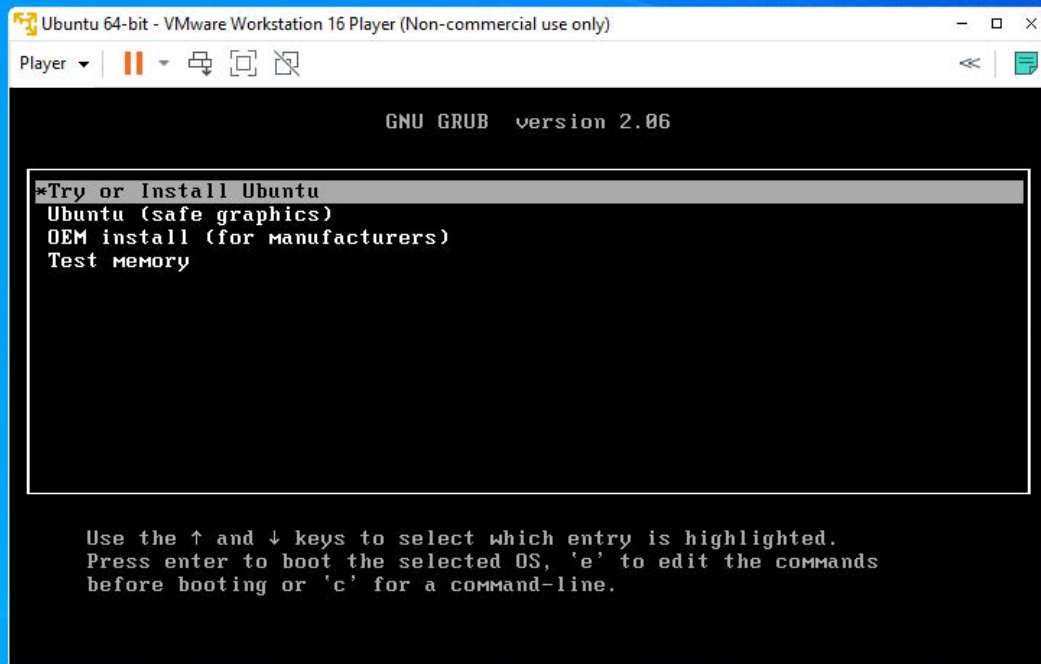 Ubuntu 64-bit - VMware Workstation 16 Player (Non-commercial use only)
Player
GNU GRUB version 2.06
*Try or Install Ubuntu
Ubuntu (safe graphics)
OEM install (for manufacturers)
Test memory
Use the ↑ and ↓ keys to select which entry is highlighted.
Press enter to boot the selected OS, `e' to edit the commands
before booting or `c' for a command-line.